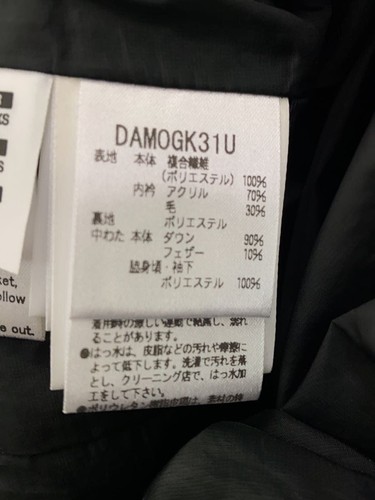 DAMOGK31U
表地 本体 複合繊維
(ポリエステル) 100%
内衿 アクリル 70%
毛 30%
裏地 ポリエステル
中わた 本体 ダウン 90%
フェザー 10%
脇身頃・袖下
ポリエステル 100%
ることがあります。
●はっ水は、皮脂などの汚れや摩擦に
よって低下します。洗濯で汚れを落
とし、クリーニング店で、はっ水加
工をして下さい。
ket,
ellow
e out.
KS